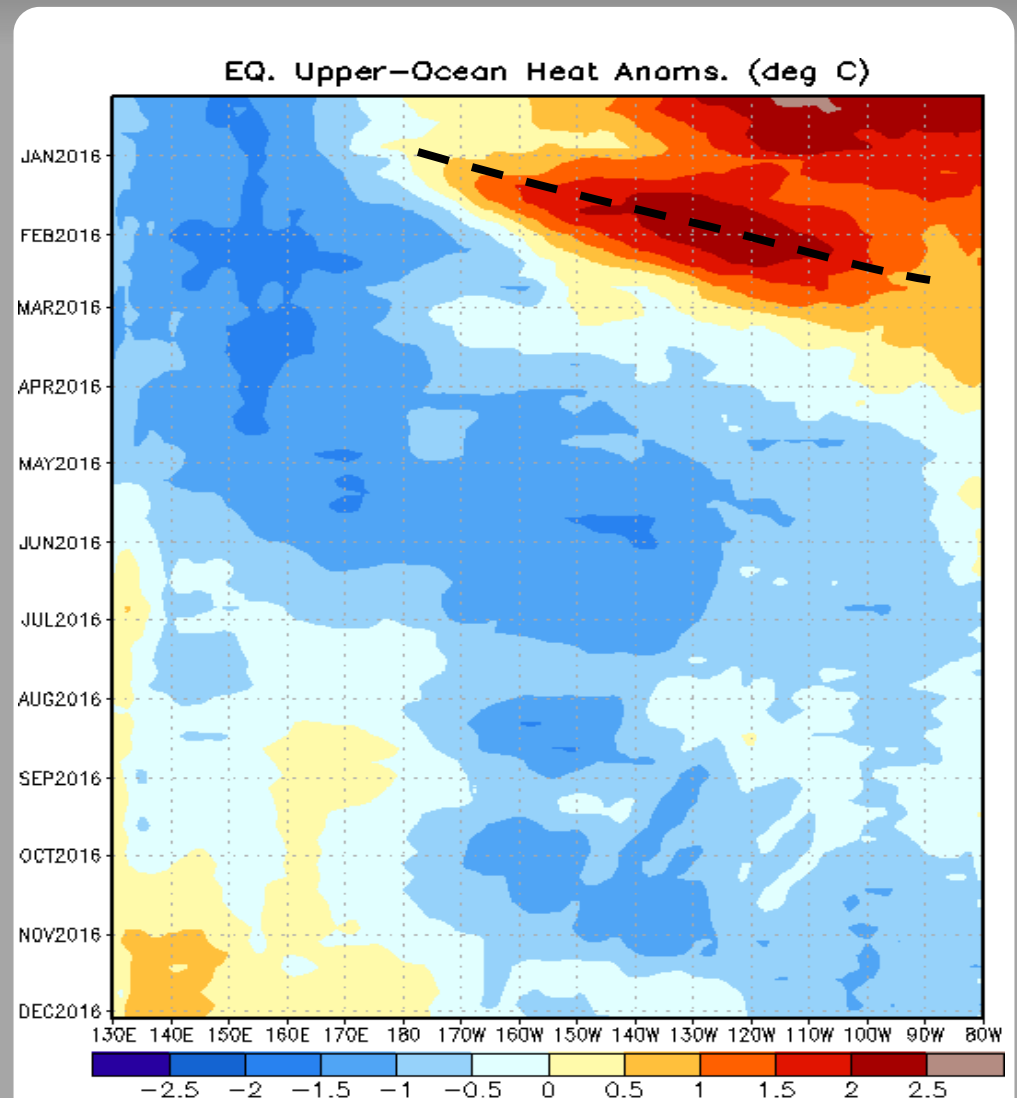 EQ. Upper-Ocean Heat Anoms. (deg C)
JAN2016
FEB2016
MAR2016
APR2016
MAY2016
JUN2016
JUL2016
AUG2016
SEP2016
OCT2016
NOV2016
DEC2016
130E 140E 150E 160E 170E 180 170W 160W 150W 140W 130W 120W 110W 100W 90W 80W
-2.5 -2 -1.5 -1 -0.5 0 0.5 1 1.5 2 2.5